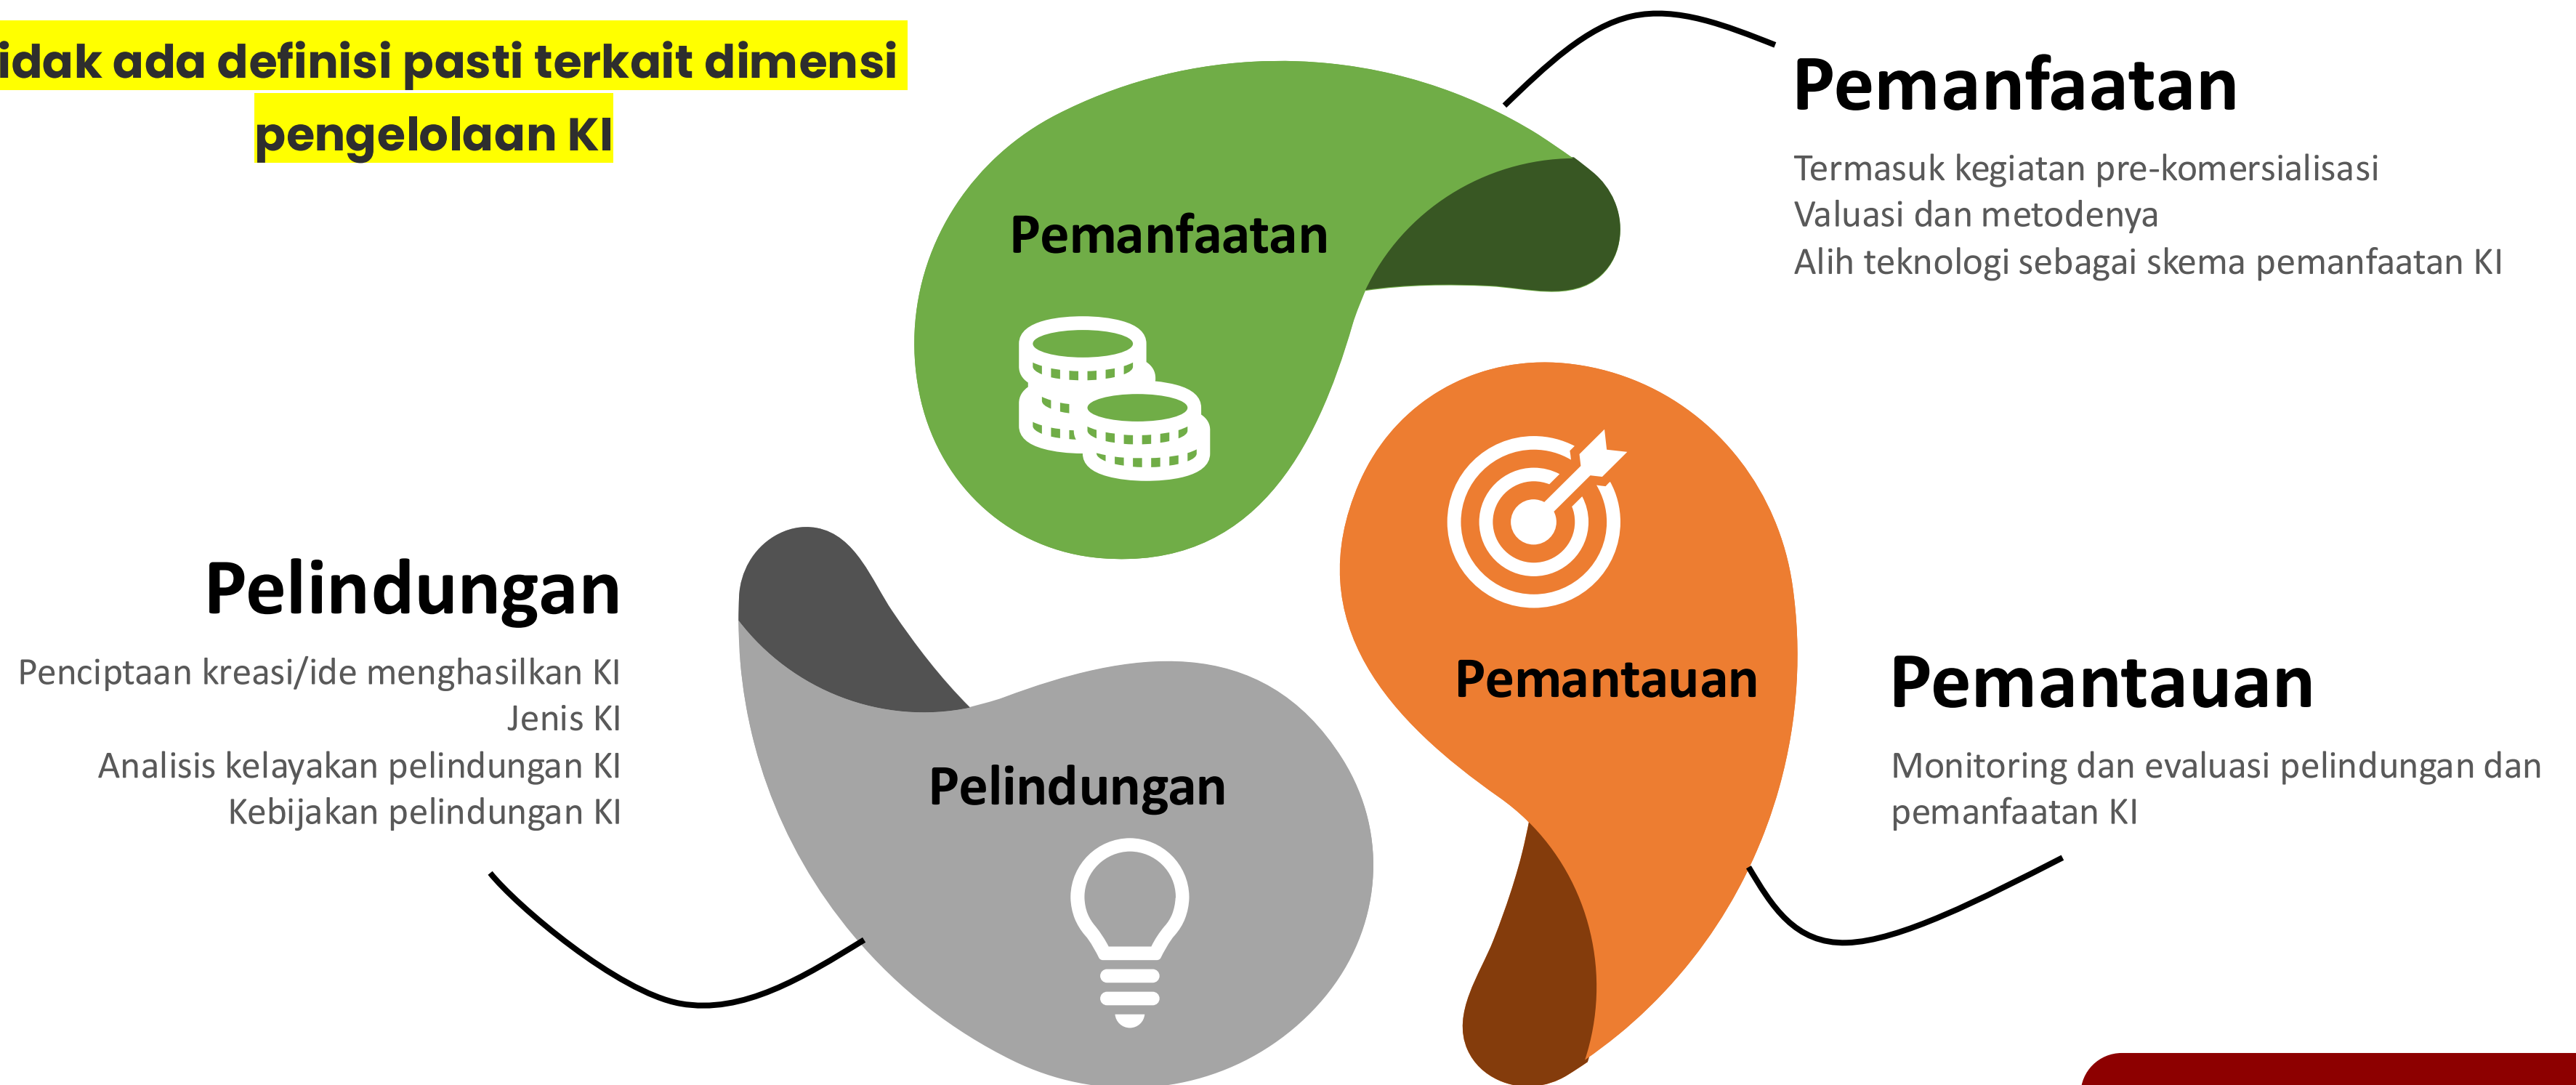 idak ada definisi pasti terkait dimensi
pengelolaan KI
Pemanfaatan
Termasuk kegiatan pre-komersialisasi
Valuasi dan metodenya
Alih teknologi sebagai skema pemanfaatan KI
Pemanfaatan
Pelindungan
Penciptaan kreasi/ide menghasilkan KI
Jenis KI
Analisis kelayakan pelindungan KI
Kebijakan pelindungan KI
Pelindungan
Pemantauan
Pemantauan
Monitoring dan evaluasi pelindungan dan
pemanfaatan KI